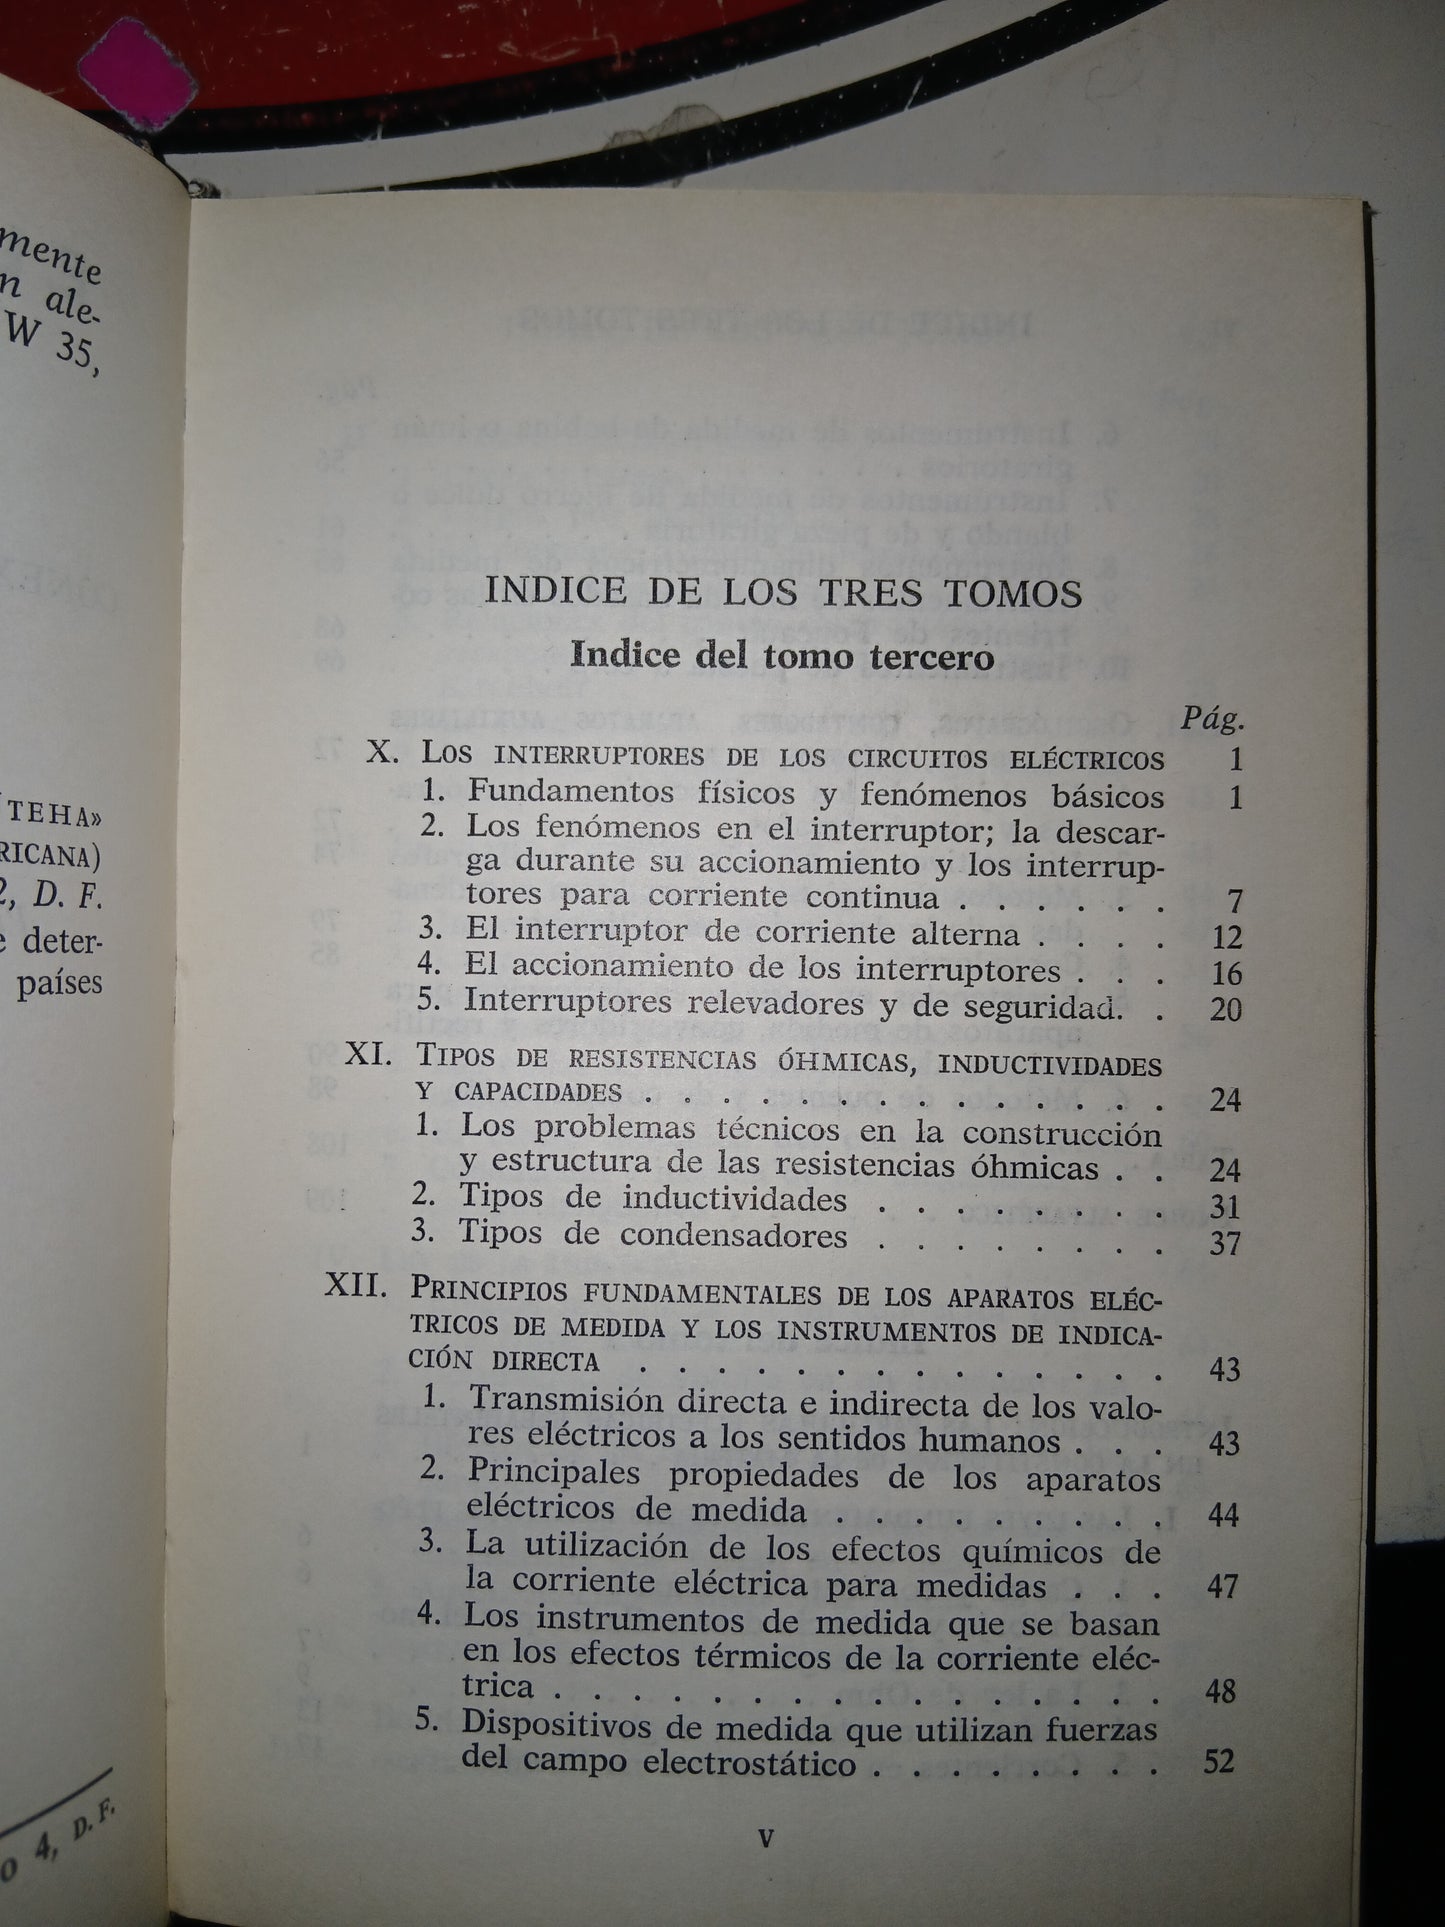 mente
n ale-
W 35,
TEHA»
RICANA)
2, D. F.
e deter-
países
O 4, D. F.
INDICE DE LOS TRES TOMOS
Indice del tomo tercero
Pág.
X. LOS INTERRUPTORES DE LOS CIRCUITOS ELÉCTRICOS 1
1. Fundamentos físicos y fenómenos básicos 1
2. Los fenómenos en el interruptor; la descar-
ga durante su accionamiento y los interrup-
tores para corriente continua . . . . . . 7
3. El interruptor de corriente alterna . . . . 12
4. El accionamiento de los interruptores . . . 16
5. Interruptores relevadores y de seguridad. . 20
XI. TIPOS DE RESISTENCIAS ÓHMICAS, INDUCTIVIDADES
Y CAPACIDADES . . . . . . . . . . . . . . 24
1. Los problemas técnicos en la construcción
y estructura de las resistencias óhmicas . . 24
2. Tipos de inductividades . . . . . . . . 31
3. Tipos de condensadores . . . . . . . . 37
XII. PRINCIPIOS FUNDAMENTALES DE LOS APARATOS ELÉC-
TRICOS DE MEDIDA Y LOS INSTRUMENTOS DE INDICA-
CIÓN DIRECTA . . . . . . . . . . . . . . 43
1. Transmisión directa e indirecta de los valo-
res eléctricos a los sentidos humanos . . . 43
2. Principales propiedades de los aparatos
eléctricos de medida . . . . . . . . . 44
3. La utilización de los efectos químicos de
la corriente eléctrica para medidas . . . 47
4. Los instrumentos de medida que se basan
en los efectos térmicos de la corriente eléc-
trica . . . . . . . . . . . . . . . . 48
5. Dispositivos de medida que utilizan fuerzas
del campo electrostático . . . . . . . . 52
V